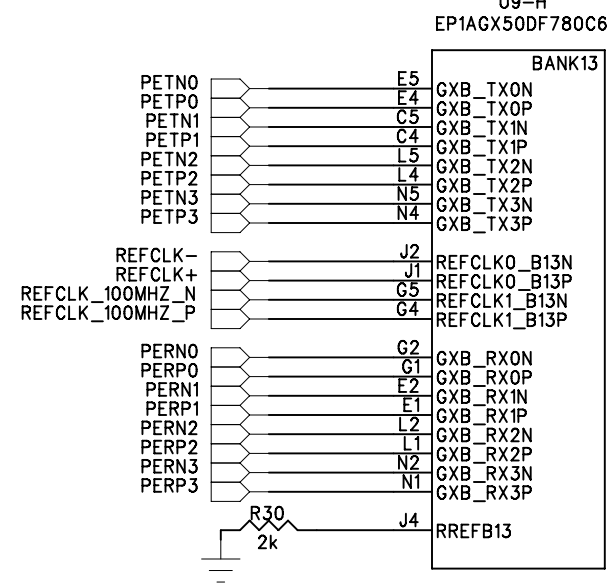 U9-H
EP1AGX50DF780C6
BANK13
PETN0 E5 GXB_TX0N
PETP0 E4 GXB_TX0P
PETN1 C5 GXB_TX1N
PETP1 C4 GXB_TX1P
PETN2 L5 GXB_TX2N
PETP2 L4 GXB_TX2P
PETN3 N5 GXB_TX3N
PETP3 N4 GXB_TX3P
REFCLK- J2 REFCLK0_B13N
REFCLK+ J1 REFCLK0_B13P
REFCLK_100MHZ_N G5 REFCLK1_B13N
REFCLK_100MHZ_P G4 REFCLK1_B13P
PERN0 G2 GXB_RX0N
PERP0 G1 GXB_RX0P
PERN1 E2 GXB_RX1N
PERP1 E1 GXB_RX1P
PERN2 L2 GXB_RX2N
PERP2 L1 GXB_RX2P
PERN3 N2 GXB_RX3N
PERP3 N1 GXB_RX3P
R30 J4 RREFB13
2k